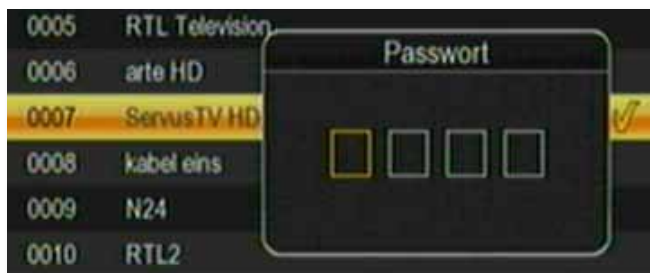 0005 RTL Television
Passwort
0006 arte HD
0007 ServusTV HD
0008 kabel eins
0009 N24
0010 RTL2